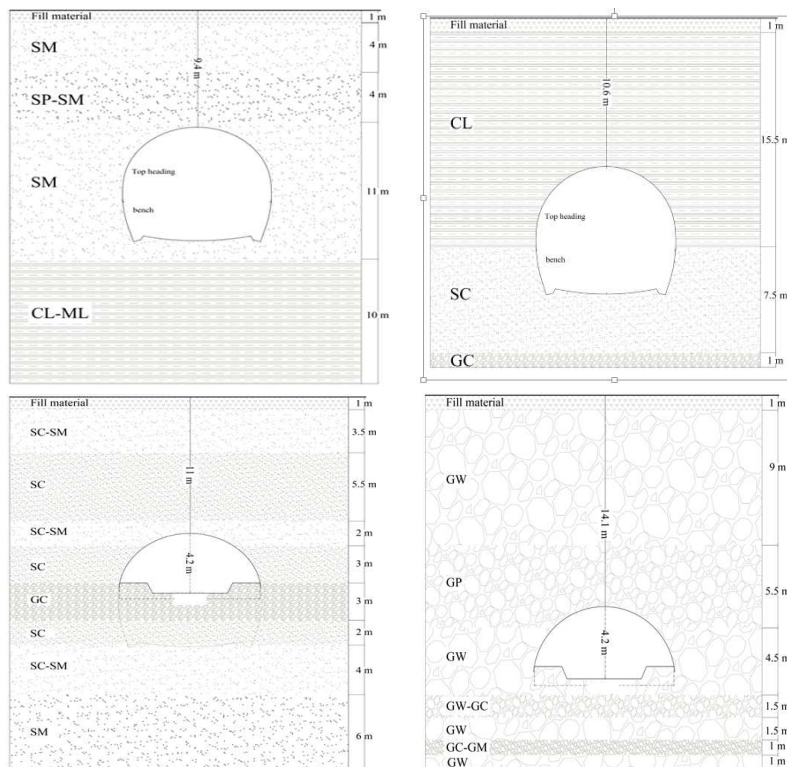 Fill material
1 m
SM
4 m
9.4 m
SP-SM
4 m
SM
Top heading
bench
11 m
CL-ML
10 m
Fill material
1 m
10.6 m
CL
15.5 m
Top heading
bench
SC
7.5 m
GC
1 m
Fill material
1 m
SC-SM
3.5 m
11 m
SC
5.5 m
SC-SM
2 m
SC
4.2 m
3 m
GC
3 m
SC
2 m
SC-SM
4 m
SM
6 m
Fill material
1 m
GW
9 m
14.1 m
GP
5.5 m
GW
4.2 m
4.5 m
GW-GC
1.5 m
GW
1.5 m
GC-GM
1 m
GW
1 m